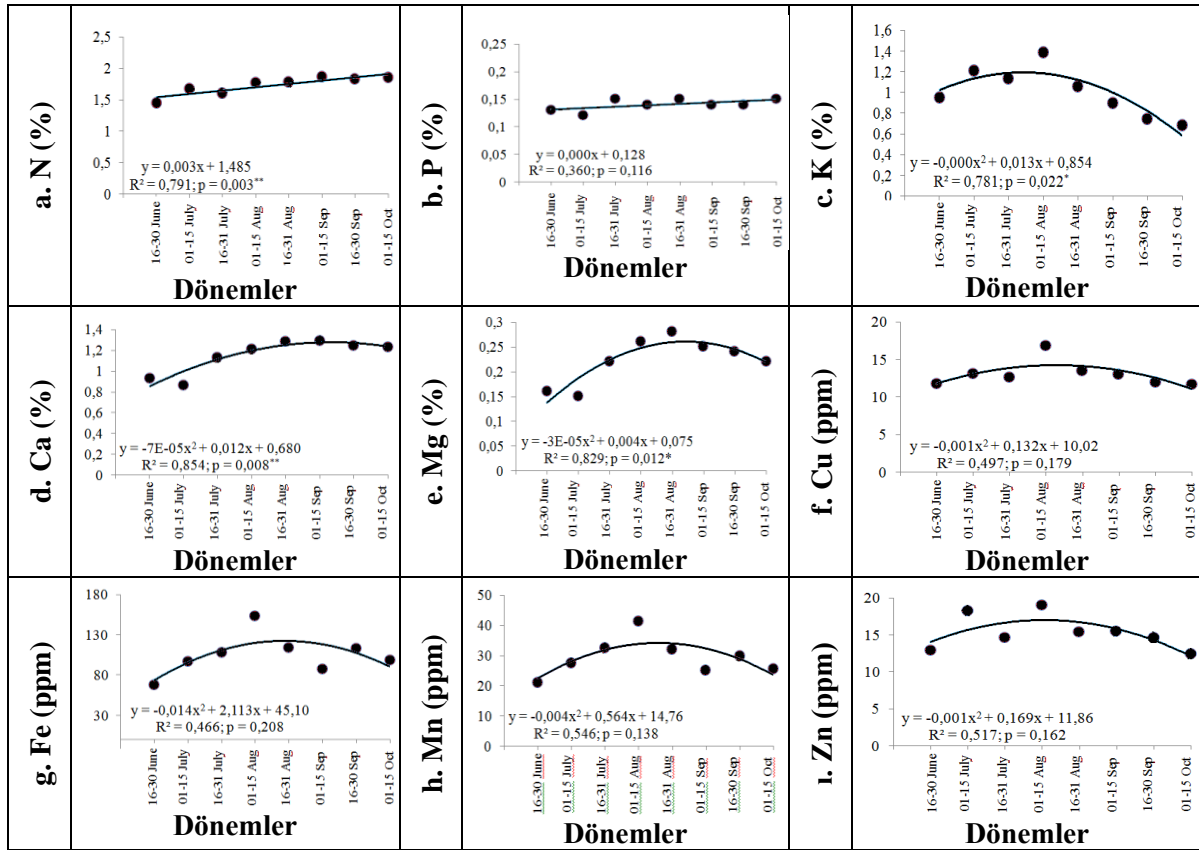 a. N (%)
2,5
2
1,5
1
0,5
0
y = 0,003x + 1,485
R² = 0,791; p = 0,003**
16-30 June
01-15 July
16-31 July
01-15 Aug
16-31 Aug
01-15 Sep
16-30 Sep
01-15 Oct
Dönemler
b. P (%)
0,25
0,2
0,15
0,1
0,05
0
y = 0,000x + 0,128
R² = 0,360; p = 0,116
16-30 June
01-15 July
16-31 July
01-15 Aug
16-31 Aug
01-15 Sep
16-30 Sep
01-15 Oct
Dönemler
c. K (%)
1,6
1,4
1,2
1
0,8
0,6
0,4
0,2
0
y = -0,000x² + 0,013x + 0,854
R² = 0,781; p = 0,022*
16-30 June
01-15 July
16-31 July
01-15 Aug
16-31 Aug
01-15 Sep
16-30 Sep
01-15 Oct
Dönemler
d. Ca (%)
1,4
1,2
1
0,8
0,6
0,4
0,2
0
y = -7E-05x² + 0,012x + 0,680
R² = 0,854; p = 0,008**
16-30 June
01-15 July
16-31 July
01-15 Aug
16-31 Aug
01-15 Sep
16-30 Sep
01-15 Oct
Dönemler
e. Mg (%)
0,3
0,25
0,2
0,15
0,1
0,05
0
y = -3E-05x² + 0,004x + 0,075
R² = 0,829; p = 0,012*
16-30 June
01-15 July
16-31 July
01-15 Aug
16-31 Aug
01-15 Sep
16-30 Sep
01-15 Oct
Dönemler
f. Cu (ppm)
20
15
10
5
0
y = -0,001x² + 0,132x + 10,02
R² = 0,497; p = 0,179
16-30 June
01-15 July
16-31 July
01-15 Aug
16-31 Aug
01-15 Sep
16-30 Sep
01-15 Oct
Dönemler
g. Fe (ppm)
180
130
80
30
y = -0,014x² + 2,113x + 45,10
R² = 0,466; p = 0,208
16-30 June
01-15 July
16-31 July
01-15 Aug
16-31 Aug
01-15 Sep
16-30 Sep
01-15 Oct
Dönemler
h. Mn (ppm)
50
40
30
20
10
0
y = -0,004x² + 0,564x + 14,76
R² = 0,546; p = 0,138
16-30 June
01-15 July
16-31 July
01-15 Aug
16-31 Aug
01-15 Sep
16-30 Sep
01-15 Oct
Dönemler
ı. Zn (ppm)
20
15
10
5
0
y = -0,001x² + 0,169x + 11,86
R² = 0,517; p = 0,162
16-30 June
01-15 July
16-31 July
01-15 Aug
16-31 Aug
01-15 Sep
16-30 Sep
01-15 Oct
Dönemler